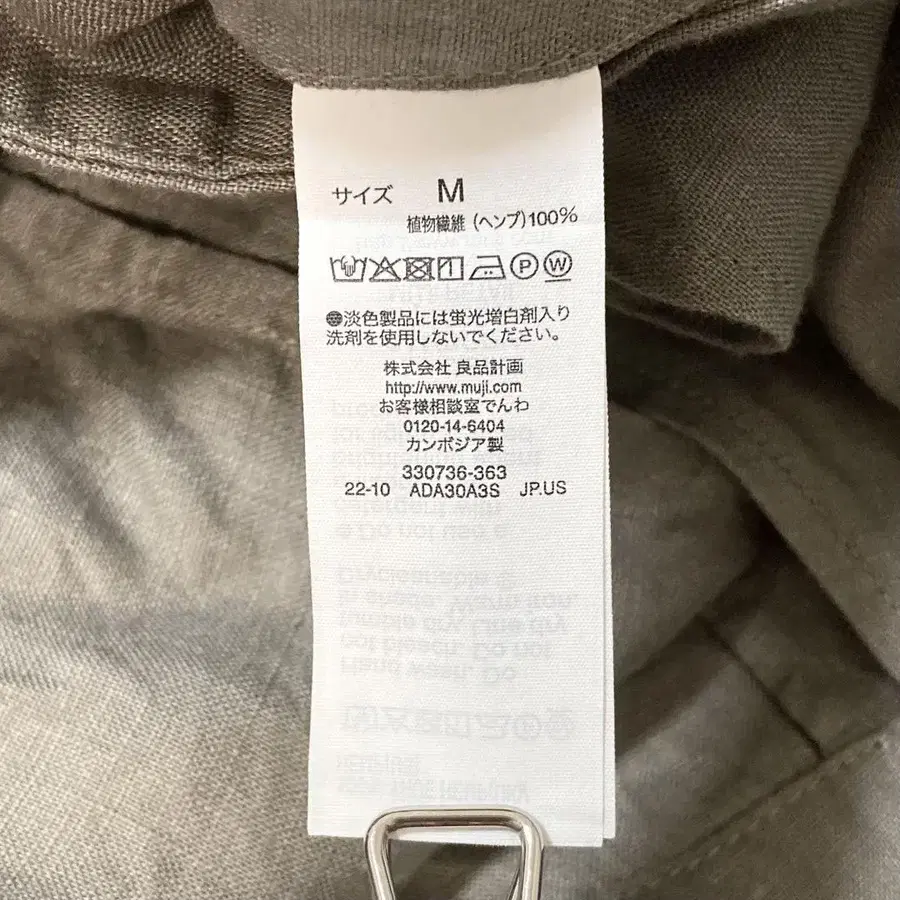 サイズ M
植物繊維 (ヘンプ)100%
P W
●淡色製品には蛍光増白剤入り
洗剤を使用しないでください。
株式会社 良品計画
http://www.muji.com
お客様相談室でんわ
0120-14-6404
カンボジア製
330736-363
22-10 ADA30A3S JP.US